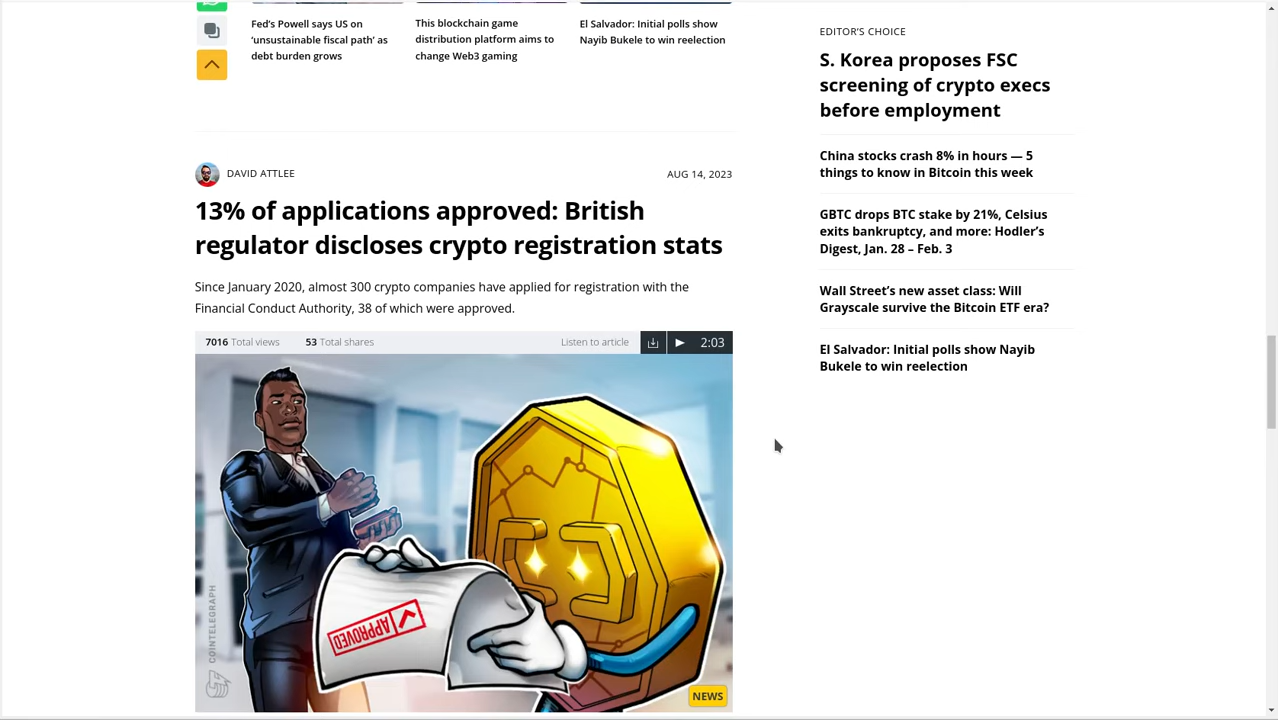 Fed's Powell says US on
'unsustainable fiscal path' as
debt burden grows
This blockchain game
distribution platform aims to
change Web3 gaming
El Salvador: Initial polls show
Nayib Bukele to win reelection
DAVID ATTLEE
AUG 14, 2023
13% of applications approved: British
regulator discloses crypto registration stats
Since January 2020, almost 300 crypto companies have applied for registration with the
Financial Conduct Authority, 38 of which were approved.
7016 Total views
53 Total shares
Listen to article
2:03
APPROVED
COINTELEGRAPH
NEWS
EDITOR'S CHOICE
S. Korea proposes FSC
screening of crypto execs
before employment
China stocks crash 8% in hours — 5
things to know in Bitcoin this week
GBTC drops BTC stake by 21%, Celsius
exits bankruptcy, and more: Hodler's
Digest, Jan. 28 – Feb. 3
Wall Street's new asset class: Will
Grayscale survive the Bitcoin ETF era?
El Salvador: Initial polls show Nayib
Bukele to win reelection